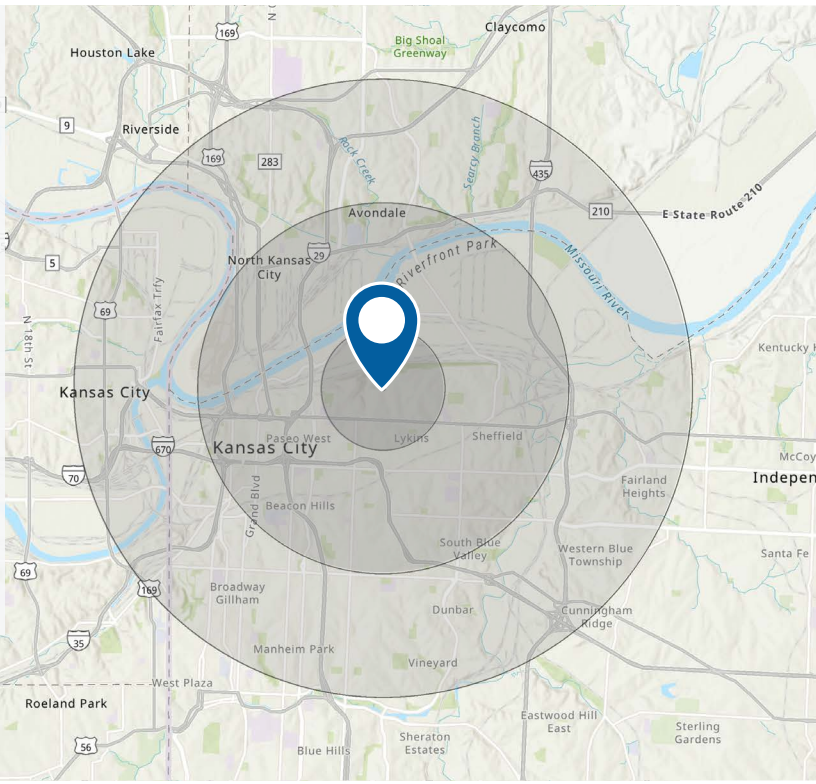 169
N
Claycomo
Big Shoal
Greenway
Houston Lake
9
Riverside
169
283
Rock Creek
Searcy Branch
435
210
E State Route 210
Avondale
5
North Kansas
City
29
Riverfront Park
Missouri River
69
Fairfax Trfy
N 18th St
Kentucky
Kansas City
Kansas City
Paseo West
Lykins
Sheffield
670
McCoy
70
Indepen
Fairland
Heights
Grand Blvd
Beacon Hills
South Blue
Valley
Western Blue
Township
Santa Fe
69
169
Broadway
Gillham
Dunbar
Cunningham
Ridge
35
Manheim Park
Vineyard
West Plaza
Roeland Park
56
Blue Hills
Sheraton
Estates
Eastwood Hill
East
Sterling
Gardens